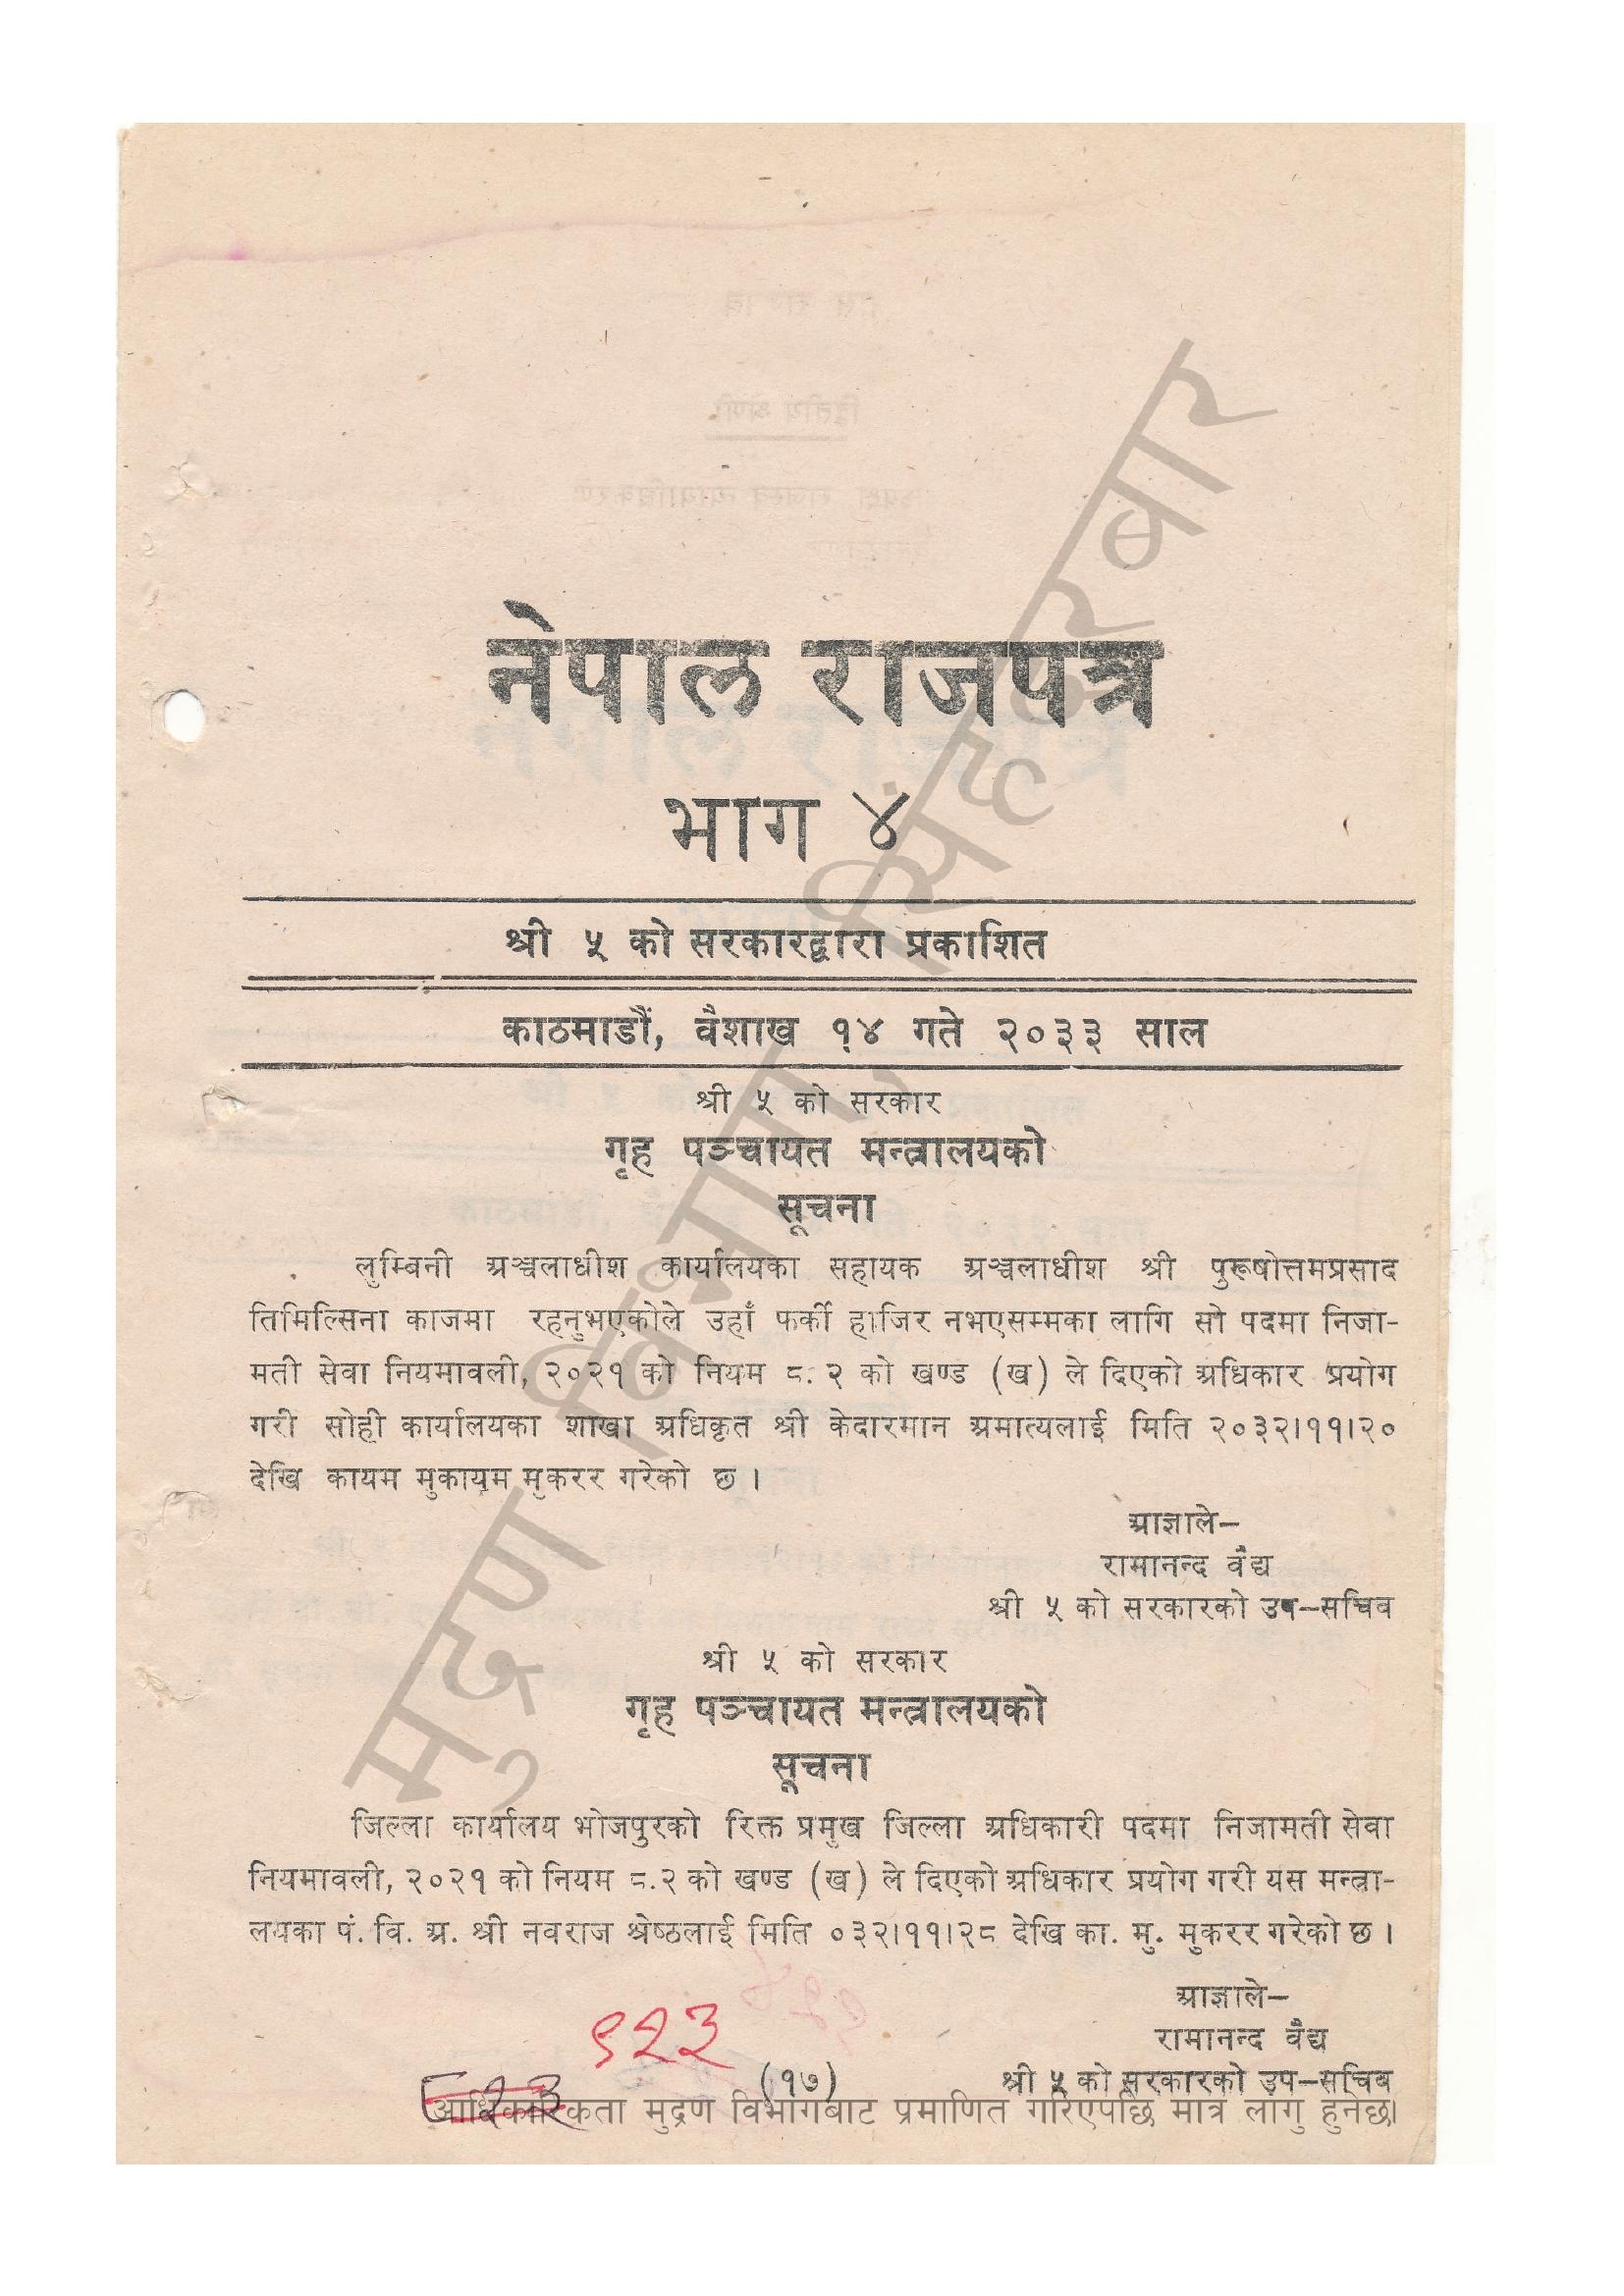 नेपाल राजपत्र
भाग ४
श्री ५ को सरकारद्वारा प्रकाशित
काठमाडौं, वैशाख १४ गते २०३३ साल
श्री ५ को सरकार
गृह पञ्चायत मन्त्रालयको
सूचना
लुम्बिनी अञ्चलाधीश कार्यालयका सहायक अञ्चलाधीश श्री पुरूषोत्तमप्रसाद
तिमिल्सिना काजमा रहनुभएकोले उहाँ फर्की हाजिर नभएसम्मका लागि सो पदमा निजा-
मती सेवा नियमावली, २०२१ को नियम ८.२ को खण्ड (ख) ले दिएको अधिकार प्रयोग
गरी सोही कार्यालयका शाखा अधिकृत श्री केदारमान अमात्यलाई मिति २०३२।११।२०
देखि कायम मुकायम मुकरर गरेको छ ।
आज्ञाले–
रामानन्द वैद्य
श्री ५ को सरकारको उप–सचिव
श्री ५ को सरकार
गृह पञ्चायत मन्त्रालयको
सूचना
जिल्ला कार्यालय भोजपुरको रिक्त प्रमुख जिल्ला अधिकारी पदमा निजामती सेवा
नियमावली, २०२१ को नियम ८.२ को खण्ड (ख) ले दिएको अधिकार प्रयोग गरी यस मन्त्रा-
लयका पं. वि. अ. श्री नवराज श्रेष्ठलाई मिति ०३२।११।२८ देखि का. मु. मुकरर गरेको छ ।
आज्ञाले–
रामानन्द वैद्य
श्री ५ को सरकारको उप–सचिव
(१७)
आधिकारिकता मुद्रण विभागबाट प्रमाणित गरिएपछि मात्र लागु हुनेछ।
मुद्रण विभाग, सिंहदरबार